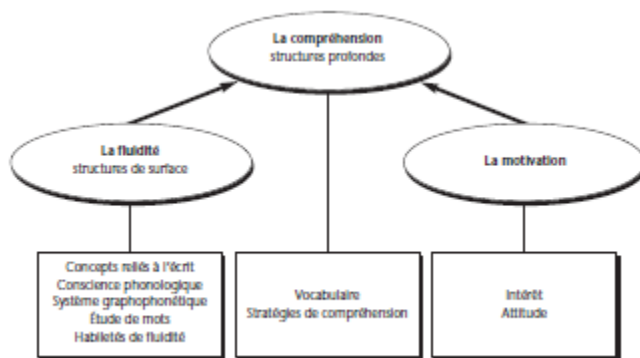 La compréhension
structures profondes
La fluidité
structures de surface
La motivation
Concepts reliés à l'écrit
Conscience phonologique
Système graphophonétique
Étude de mots
Habiletés de fluidité
Vocabulaire
Stratégies de compréhension
Intérêt
Attitude